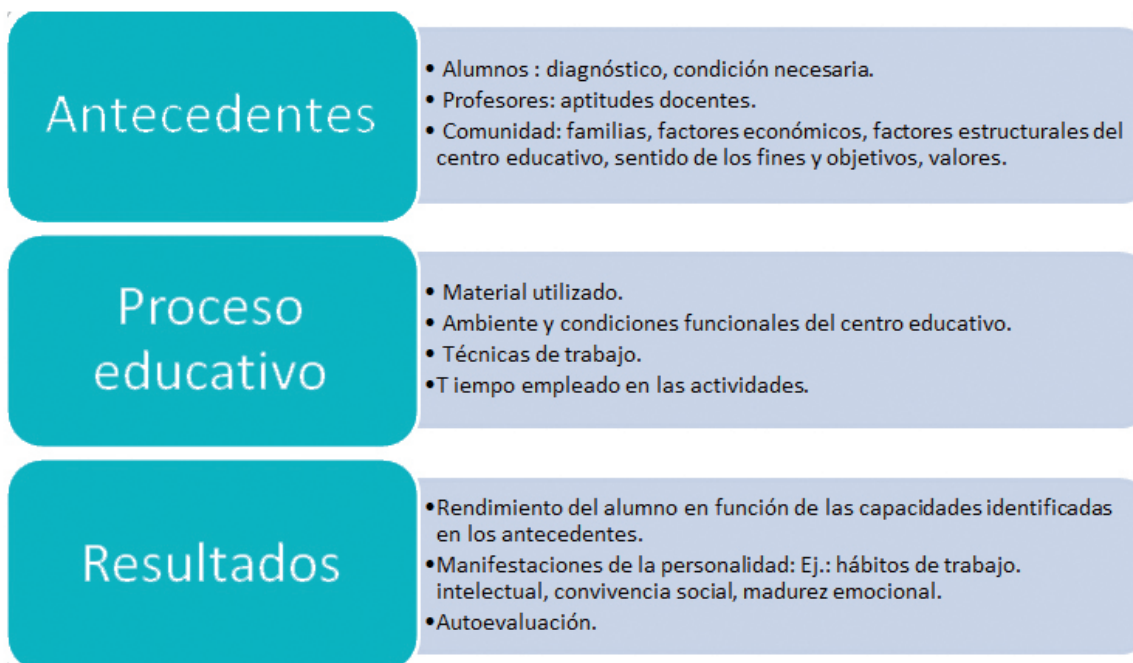 Antecedentes
• Alumnos : diagnóstico, condición necesaria.
• Profesores: aptitudes docentes.
• Comunidad: familias, factores económicos, factores estructurales del
centro educativo, sentido de los fines y objetivos, valores.
Proceso
educativo
• Material utilizado.
• Ambiente y condiciones funcionales del centro educativo.
• Técnicas de trabajo.
•T iempo empleado en las actividades.
Resultados
•Rendimiento del alumno en función de las capacidades identificadas
en los antecedentes.
•Manifestaciones de la personalidad: Ej.: hábitos de trabajo.
intelectual, convivencia social, madurez emocional.
•Autoevaluación.